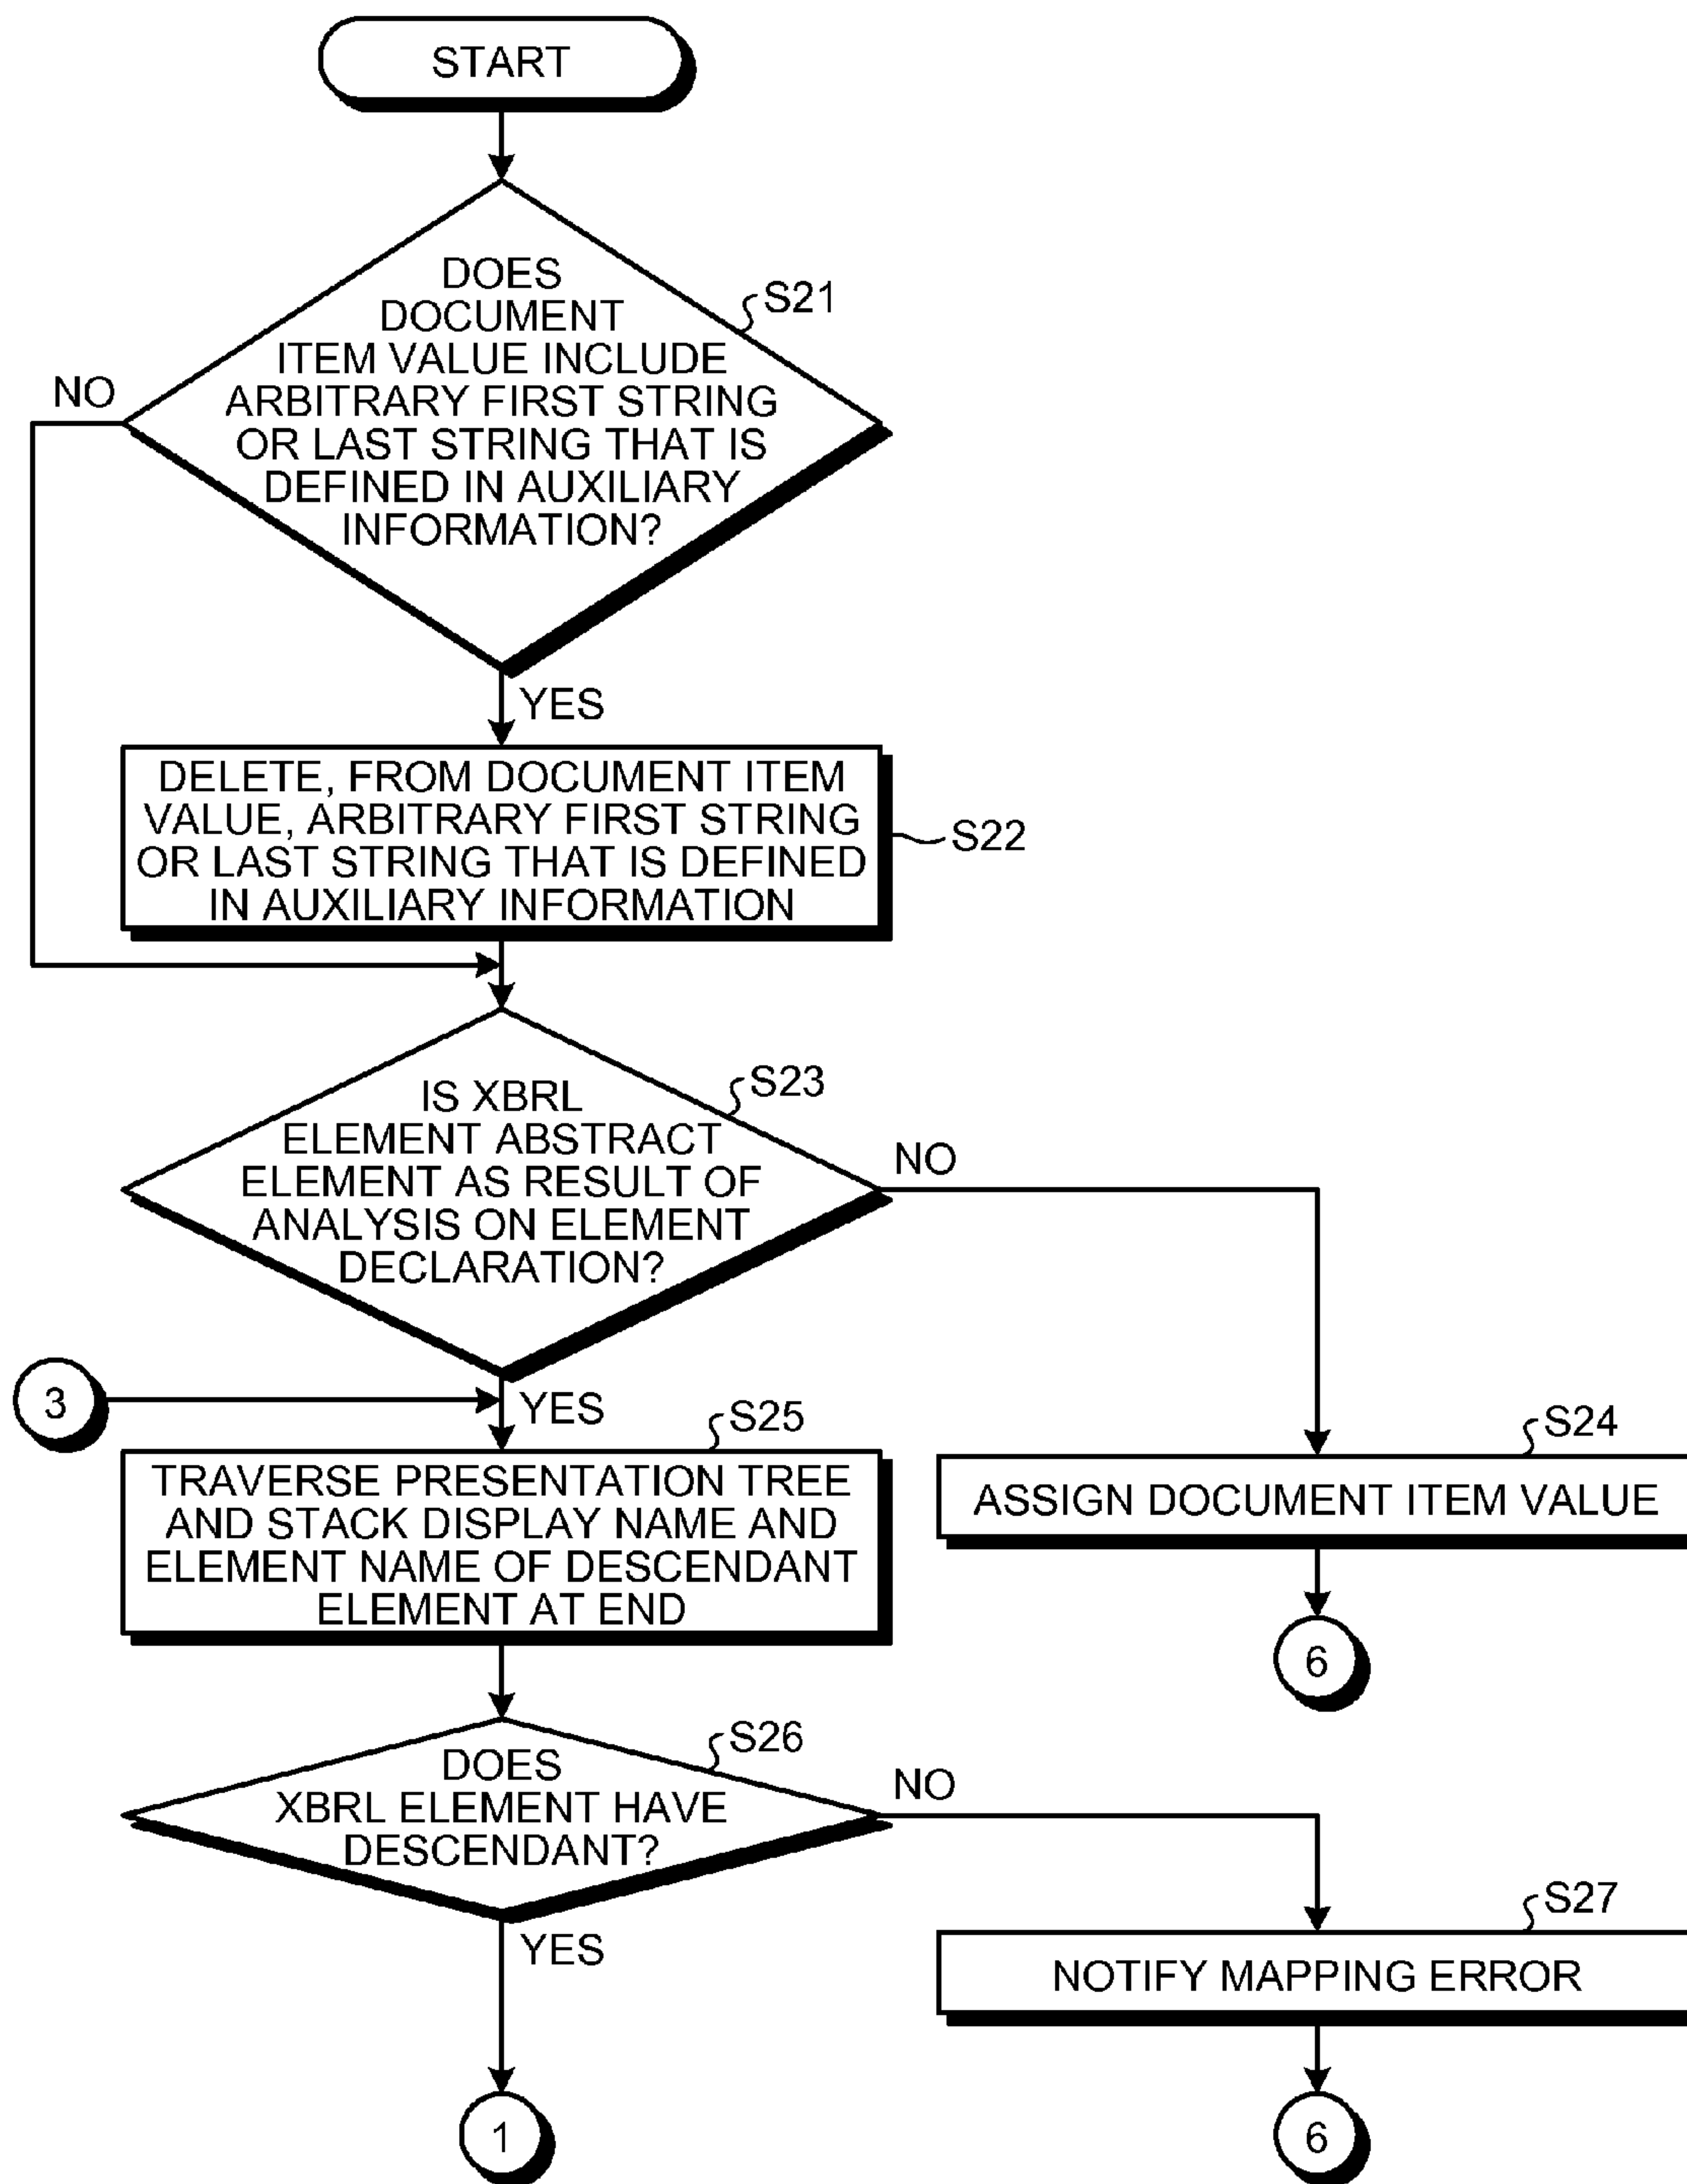 START
DOES
DOCUMENT
ITEM VALUE INCLUDE
ARBITRARY FIRST STRING
OR LAST STRING THAT IS
DEFINED IN AUXILIARY
INFORMATION?
S21
NO
YES
DELETE, FROM DOCUMENT ITEM
VALUE, ARBITRARY FIRST STRING
OR LAST STRING THAT IS DEFINED
IN AUXILIARY INFORMATION
S22
IS XBRL
ELEMENT ABSTRACT
ELEMENT AS RESULT OF
ANALYSIS ON ELEMENT
DECLARATION?
S23
NO
3
YES
S25
TRAVERSE PRESENTATION TREE
AND STACK DISPLAY NAME AND
ELEMENT NAME OF DESCENDANT
ELEMENT AT END
S24
ASSIGN DOCUMENT ITEM VALUE
6
DOES
XBRL ELEMENT HAVE
DESCENDANT?
S26
NO
YES
S27
NOTIFY MAPPING ERROR
1
6